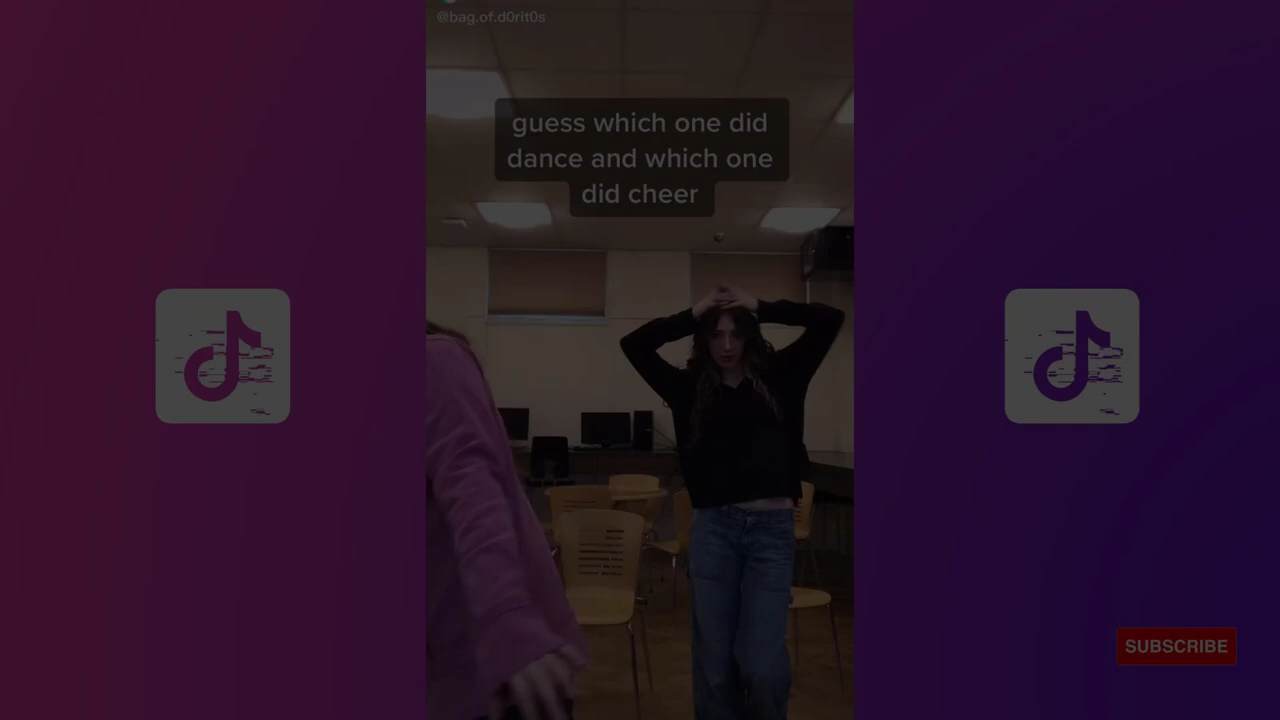 @bag.of.d0rit0s
guess which one did
dance and which one
did cheer
SUBSCRIBE